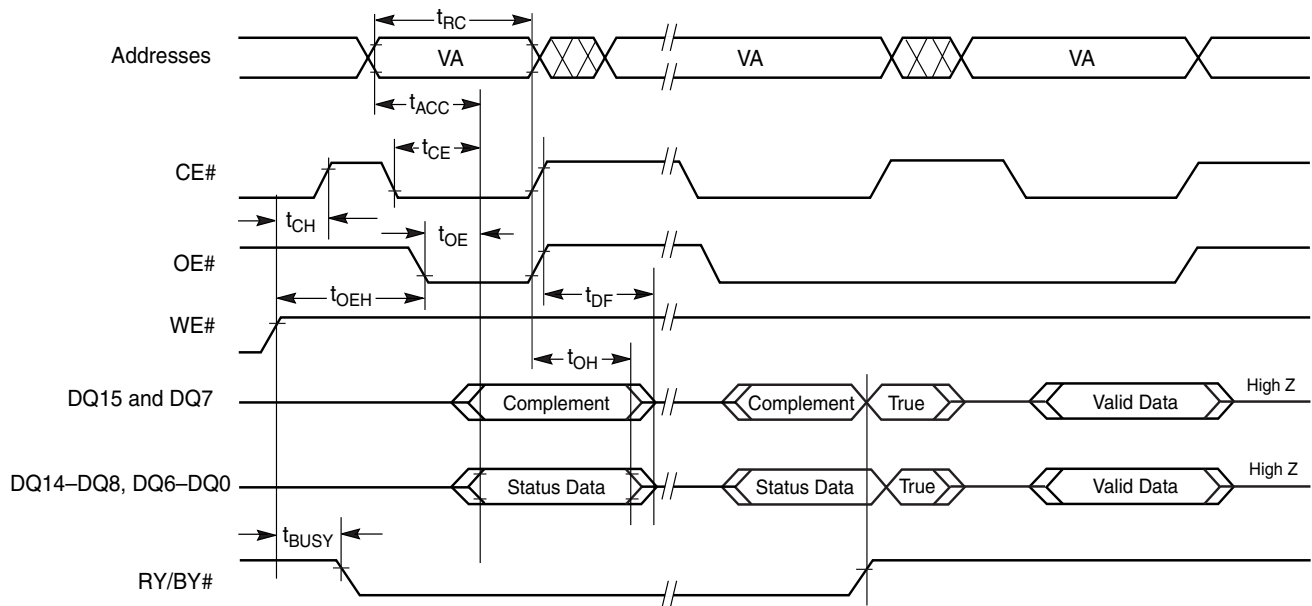 tRC
Addresses VA VA VA
tACC
tCE
CE#
tCH
tOE
OE#
tOEH
tDF
WE#
tOH
DQ15 and DQ7 Complement Complement True Valid Data High Z
DQ14–DQ8, DQ6–DQ0 Status Data Status Data True Valid Data High Z
tBUSY
RY/BY#